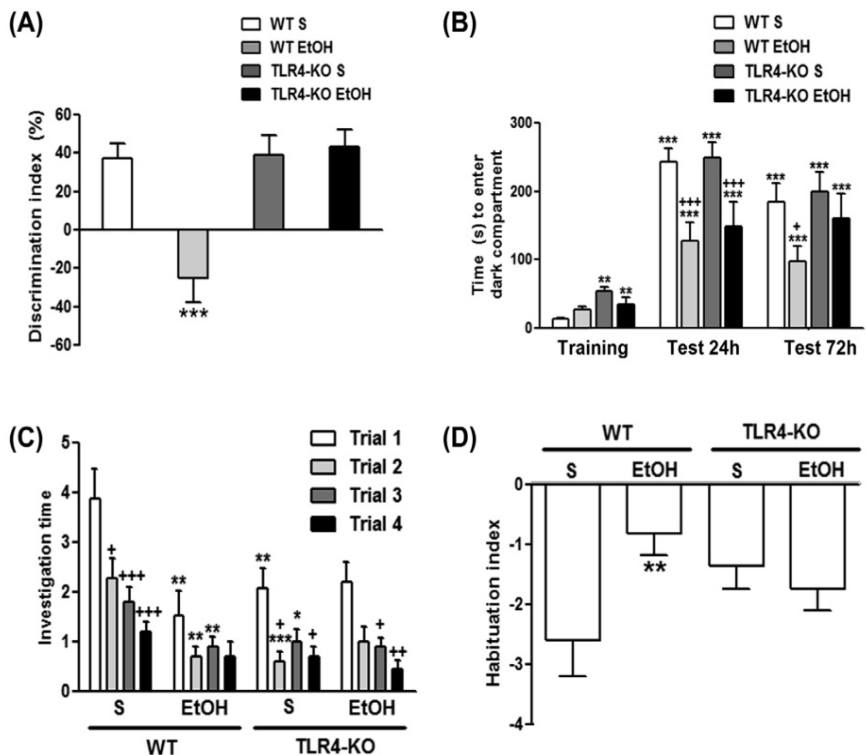 (A)
WT S
WT EtOH
TLR4-KO S
TLR4-KO EtOH
Discrimination index (%)
60
40
20
0
-20
-40
-60
***
(B)
WT S
WT EtOH
TLR4-KO S
TLR4-KO EtOH
Time (s) to enter
dark compartment
300
200
100
0
** **
*** +++ *** *** +++ ***
*** + *** *** ***
Training Test 24h Test 72h
(C)
Trial 1
Trial 2
Trial 3
Trial 4
Investigation time
5
4
3
2
1
0
+ +++ +++
** ** **
** + *** * +
+ ++
S EtOH S EtOH
WT TLR4-KO
(D)
WT TLR4-KO
S EtOH S EtOH
Habituation index
0
-1
-2
-3
-4
**